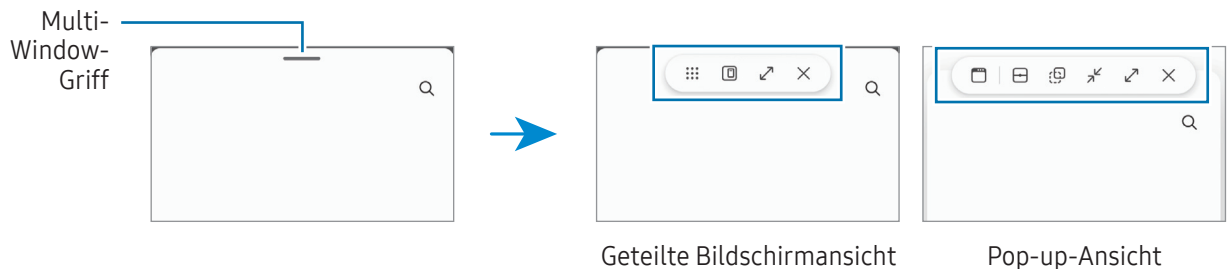 Multi-
Window-
Griff
Geteilte Bildschirmansicht
Pop-up-Ansicht